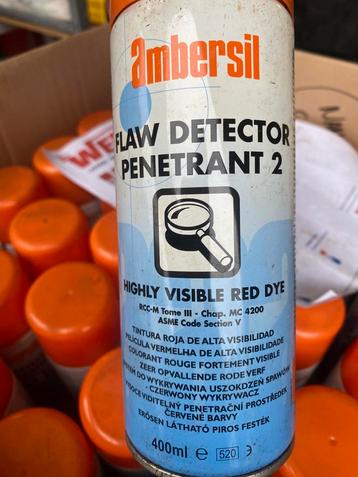 ambersil
FLAW DETECTOR
PENETRANT 2
HIGHLY VISIBLE RED DYE
RCC-M Tome III - Chap. MC 4200
ASME Code Section V
TINTURA ROJA DE ALTA VISIBILIDAD
PELÍCULA VERMELHA DE ALTA VISIBILIDADE
COLORANT ROUGE FORTEMENT VISIBLE
ZEER OPVALLENDE RODE VERF
DO WYKRYWANIA USZKODZEŃ SPAWÓW
- CZERWONY WYKRYWACZ
VIDITELNÝ PENETRAČNÍ PROSTŘEDEK
ČERVENÉ BARVY
ERŐSEN LÁTHATÓ PIROS FESTÉK
400ml e 520